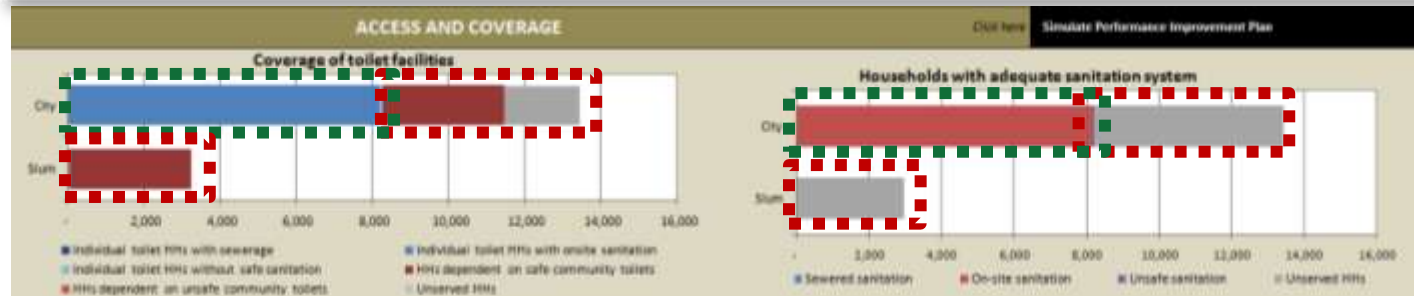 ACCESS AND COVERAGE
Click here
Simulate Performance Improvement Plan
Coverage of toilet facilities
City
Slum
- 2,000 4,000 6,000 8,000 10,000 12,000 14,000 16,000
Individual toilet HHs with sewerage
Individual toilet HHs with onsite sanitation
Individual toilet HHs without safe sanitation
HHs dependent on safe community toilets
HHs dependent on unsafe community toilets
Unserved HHs
Households with adequate sanitation system
City
Slum
- 2,000 4,000 6,000 8,000 10,000 12,000 14,000 16,000
Sewered sanitation
On-site sanitation
Unsafe sanitation
Unserved HHs